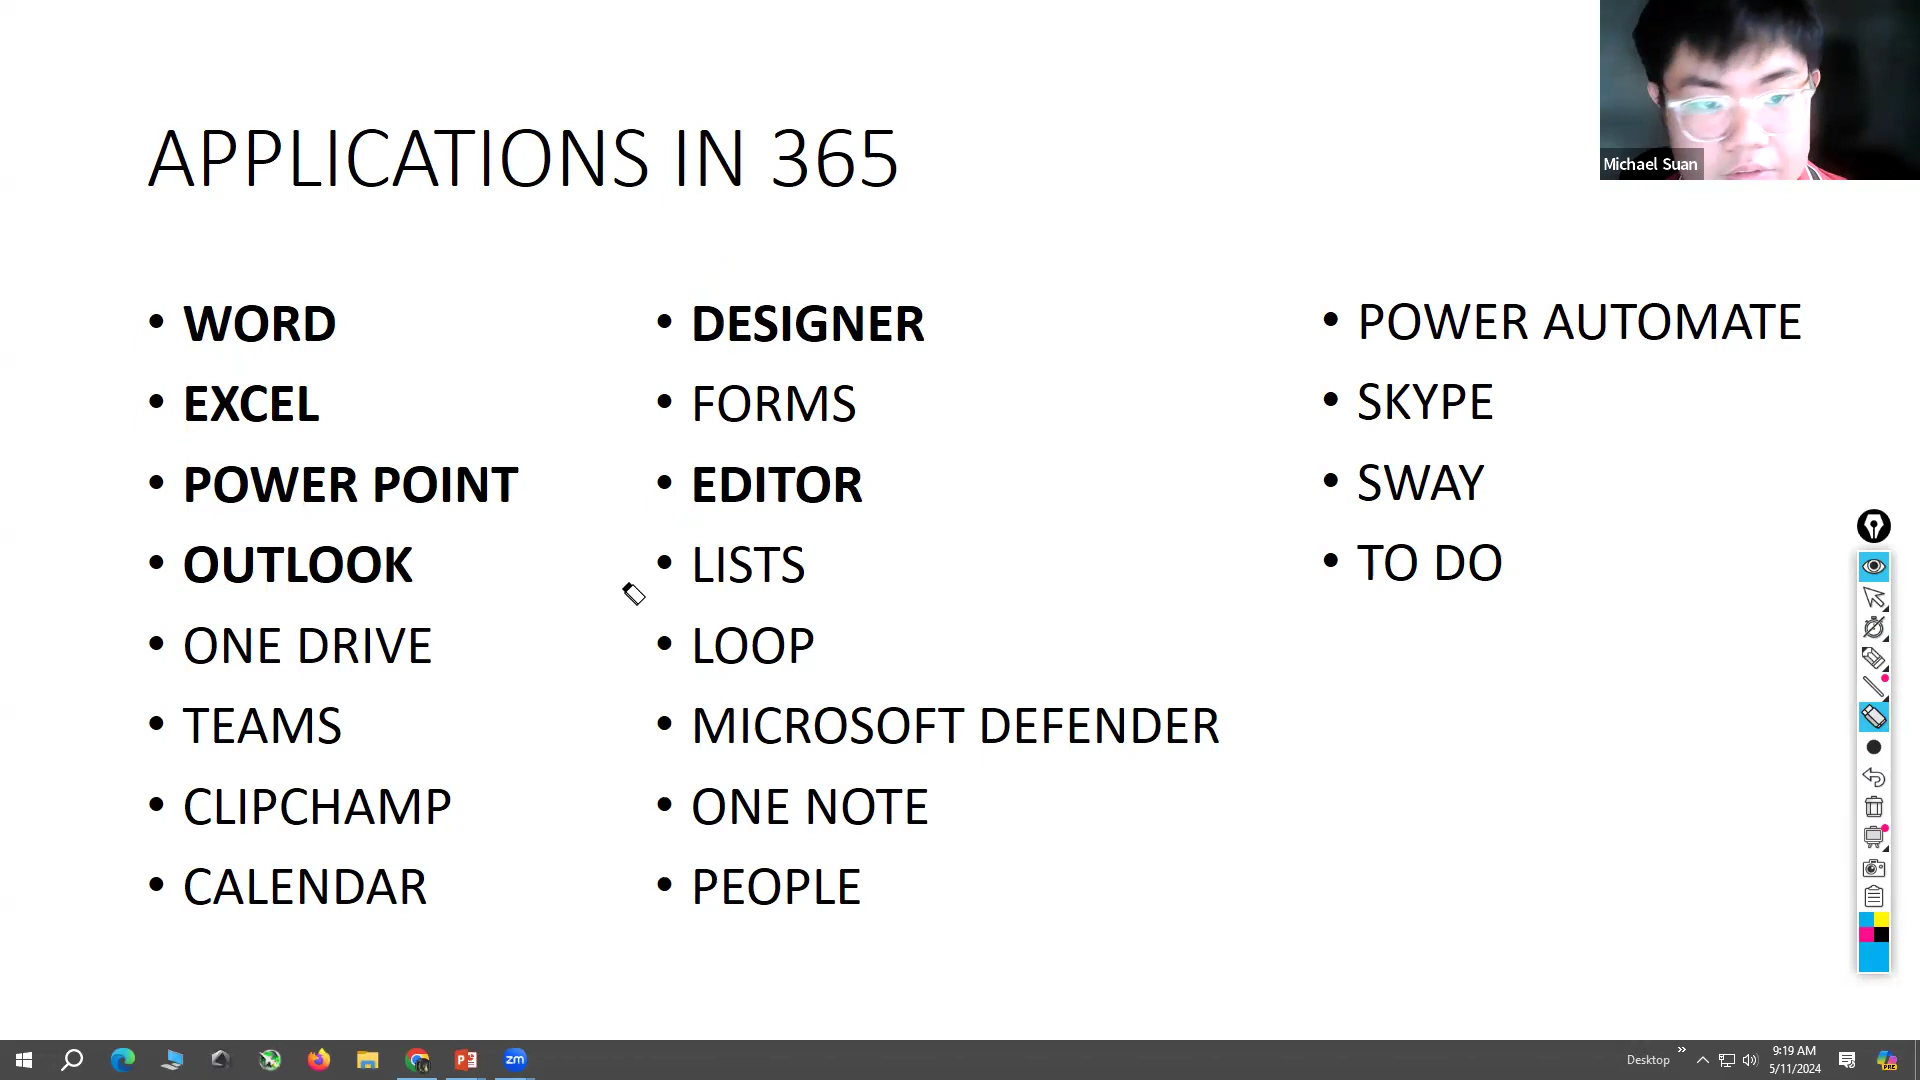 Michael Suan
APPLICATIONS IN 365
• WORD
• EXCEL
• POWER POINT
• OUTLOOK
• ONE DRIVE
• TEAMS
• CLIPCHAMP
• CALENDAR
• DESIGNER
• FORMS
• EDITOR
• LISTS
• LOOP
• MICROSOFT DEFENDER
• ONE NOTE
• PEOPLE
• POWER AUTOMATE
• SKYPE
• SWAY
• TO DO
zm
Desktop
9:19 AM
5/11/2024
PRE